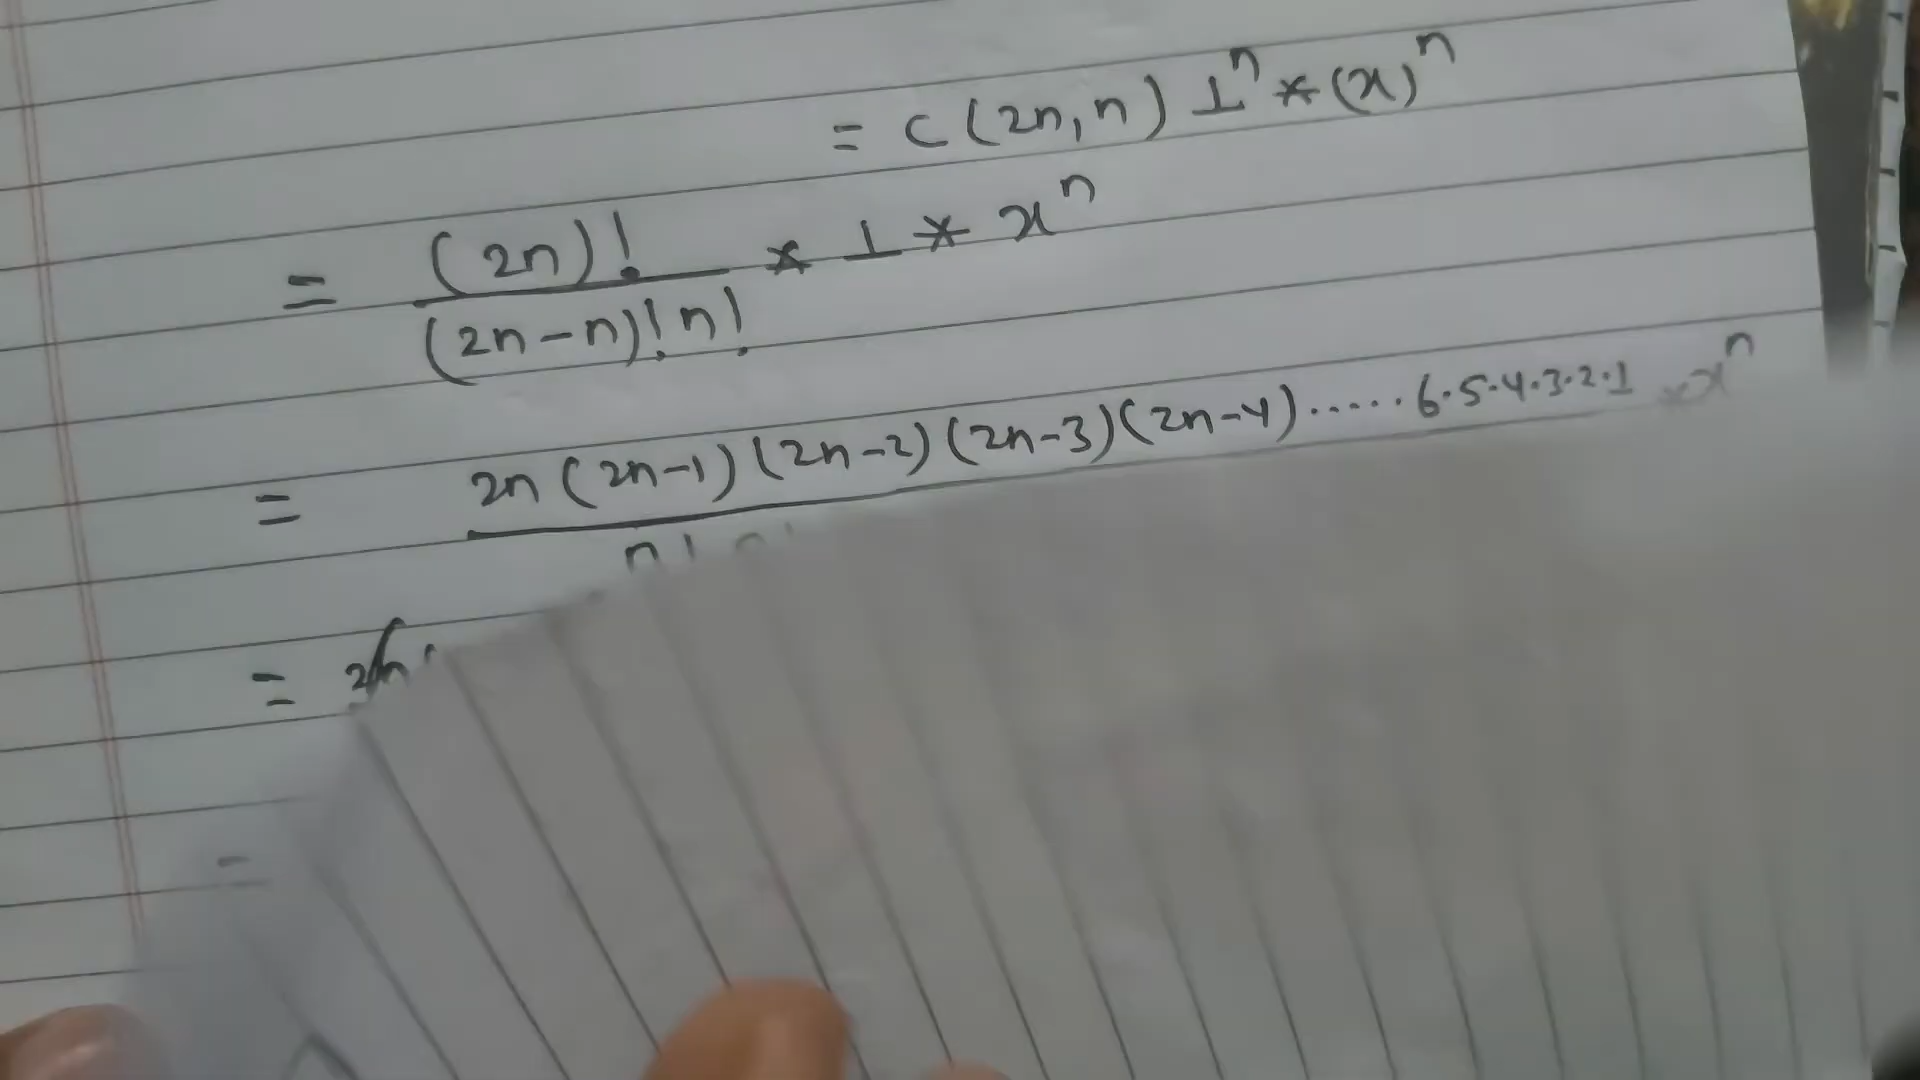 = C(2n,n) 1^n * (x)^n
= (2n)! / (2n-n)! n! * 1 * x^n
= 2n(2n-1)(2n-2)(2n-3)(2n-4).....6.5.4.3.2.1 * x^n
n!
= 2n
=